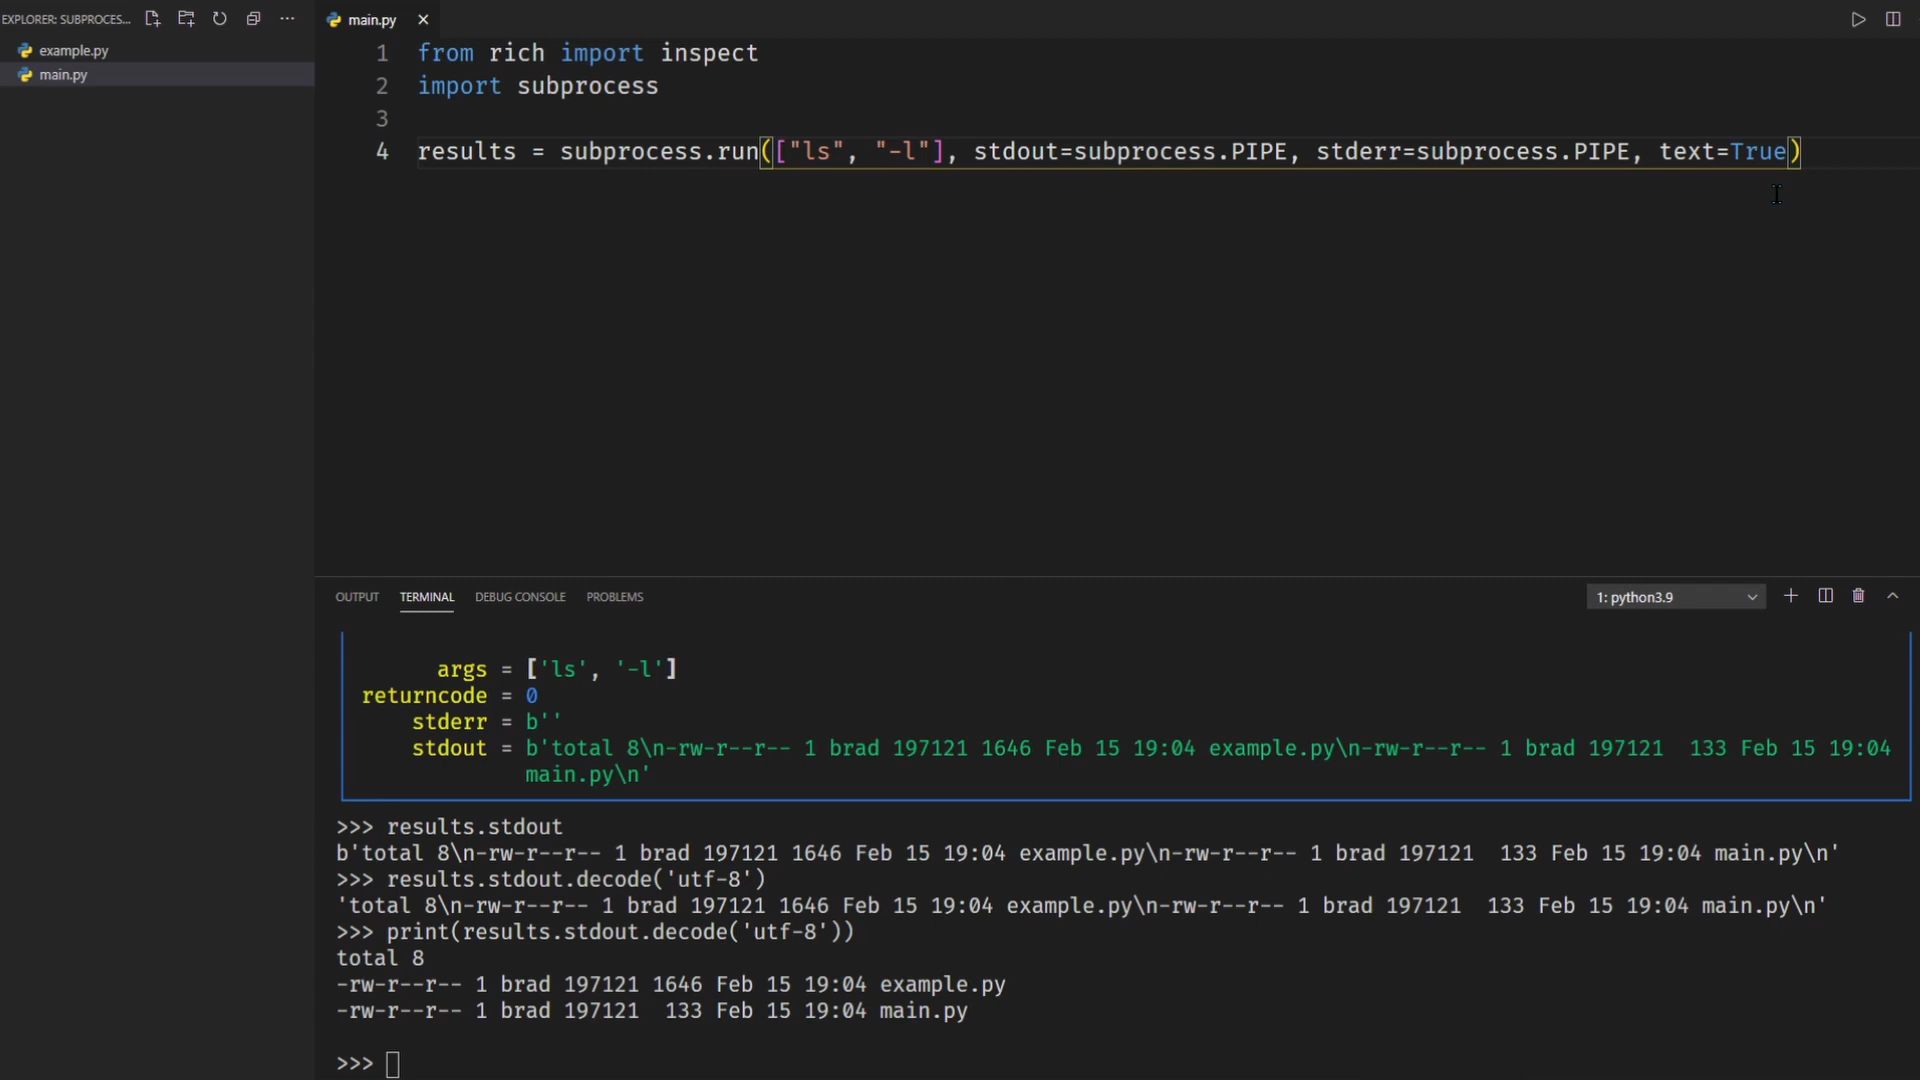 EXPLORER: SUBPROCES...
example.py
main.py
main.py
1 from rich import inspect
2 import subprocess
3
4 results = subprocess.run(["ls", "-l"], stdout=subprocess.PIPE, stderr=subprocess.PIPE, text=True)
OUTPUT TERMINAL DEBUG CONSOLE PROBLEMS 1: python3.9
args = ['ls', '-l']
returncode = 0
stderr = b''
stdout = b'total 8\n-rw-r--r-- 1 brad 197121 1646 Feb 15 19:04 example.py\n-rw-r--r-- 1 brad 197121  133 Feb 15 19:04
main.py\n'
>>> results.stdout
b'total 8\n-rw-r--r-- 1 brad 197121 1646 Feb 15 19:04 example.py\n-rw-r--r-- 1 brad 197121  133 Feb 15 19:04 main.py\n'
>>> results.stdout.decode('utf-8')
'total 8\n-rw-r--r-- 1 brad 197121 1646 Feb 15 19:04 example.py\n-rw-r--r-- 1 brad 197121  133 Feb 15 19:04 main.py\n'
>>> print(results.stdout.decode('utf-8'))
total 8
-rw-r--r-- 1 brad 197121 1646 Feb 15 19:04 example.py
-rw-r--r-- 1 brad 197121  133 Feb 15 19:04 main.py
>>>